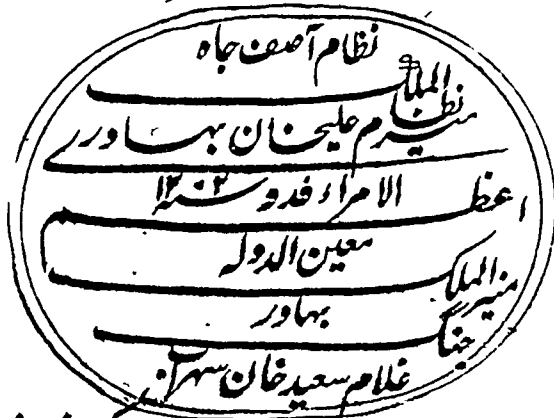 نظام آصف جاہ
نظام الملک
میر نظام علیخان بہادر
اعظم الامراء فدوی سنہ ۱۲۰۲
معین الدولہ
منیر الملک
بہادر
جنگ
غلام سعید خان سہراب